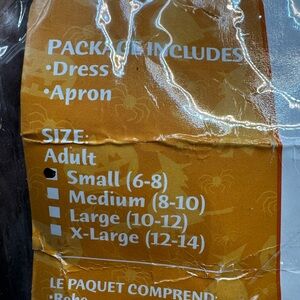 PACKAGE INCLUDES
•Dress
•Apron
SIZE:
Adult
Small (6-8)
Medium (8-10)
Large (10-12)
X-Large (12-14)
LE PAQUET COMPREND:
•Robe